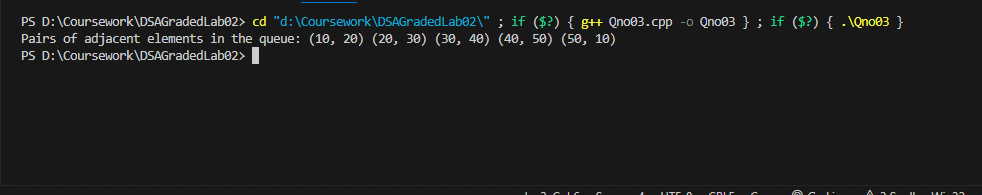 PS D:\Coursework\DSAGradedLab02> cd "d:\Coursework\DSAGradedLab02\" ; if ($?) { g++ Qno03.cpp -o Qno03 } ; if ($?) { .\Qno03 }
Pairs of adjacent elements in the queue: (10, 20) (20, 30) (30, 40) (40, 50) (50, 10)
PS D:\Coursework\DSAGradedLab02>